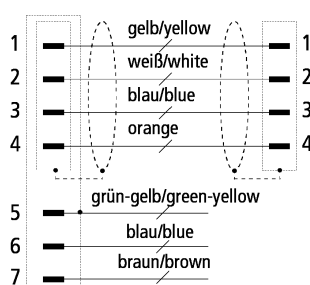 gelb/yellow
1 1
weiß/white
2 2
blau/blue
3 3
orange
4 4
grün-gelb/green-yellow
5
blau/blue
6
braun/brown
7